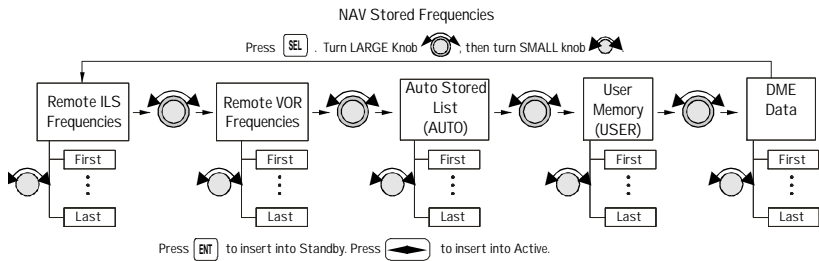 NAV Stored Frequencies
Press SEL . Turn LARGE Knob , then turn SMALL knob .
Remote ILS Frequencies
Remote VOR Frequencies
Auto Stored List (AUTO)
User Memory (USER)
DME Data
First First First First First
Last Last Last Last Last
Press ENT to insert into Standby. Press to insert into Active.